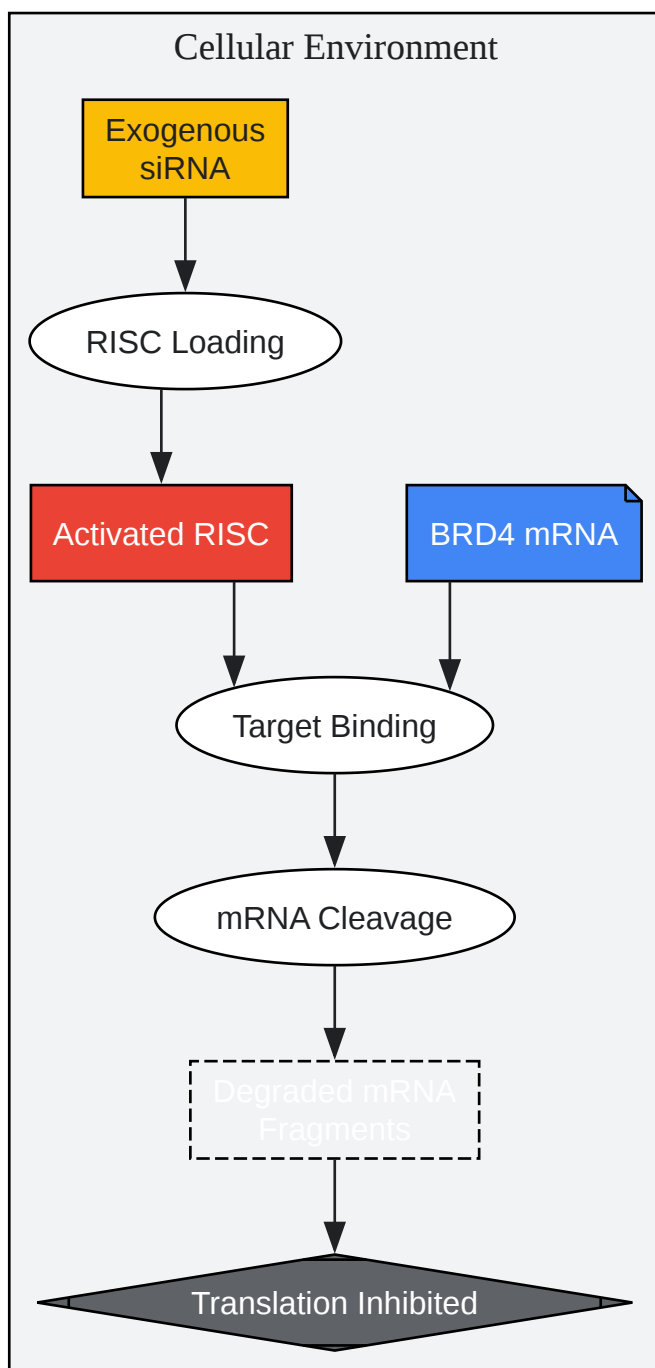 Cellular Environment
Exogenous
siRNA
RISC Loading
Activated RISC
BRD4 mRNA
Target Binding
mRNA Cleavage
Degraded mRNA
Fragments
Translation Inhibited